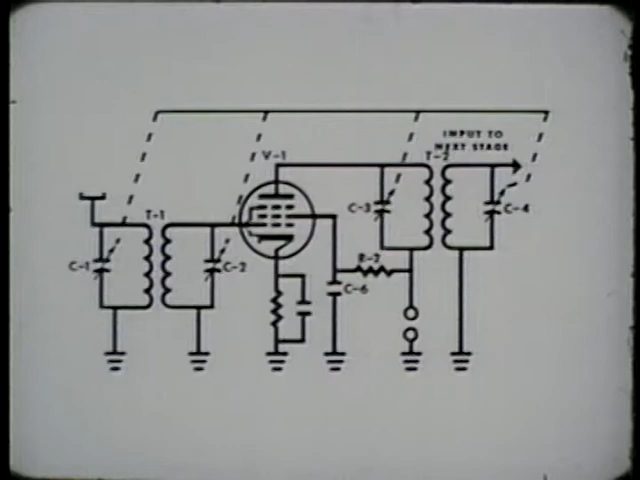 INPUT TO
NEXT STAGE
V-1
T-2
T-1
C-3
C-4
C-1
C-2
R-2
C-6